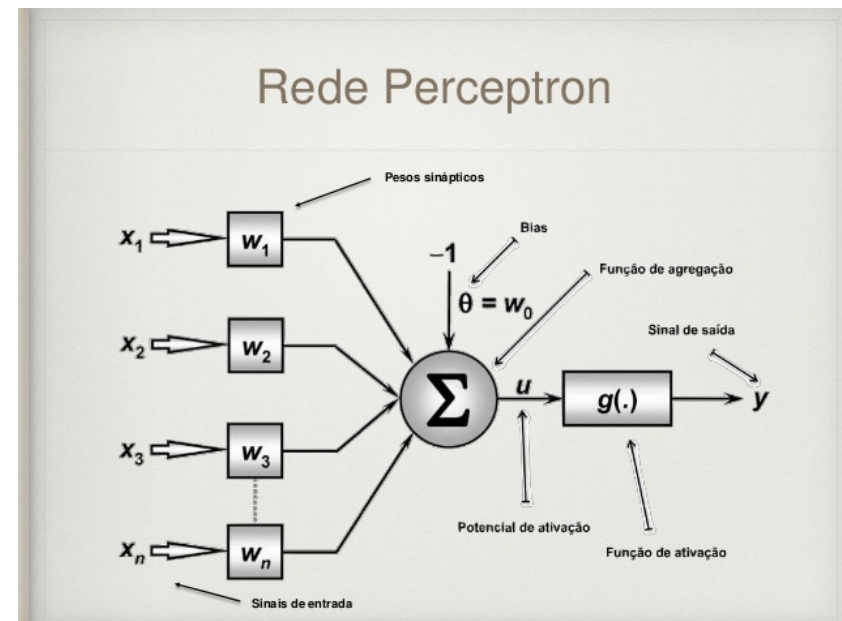 Rede Perceptron
Pesos sinápticos
x1
w1
Bias
−1
θ = w0
Função de agregação
x2
w2
Sinal de saída
Σ
u
g(.)
y
x3
w3
Potencial de ativação
Função de ativação
xn
wn
Sinais de entrada